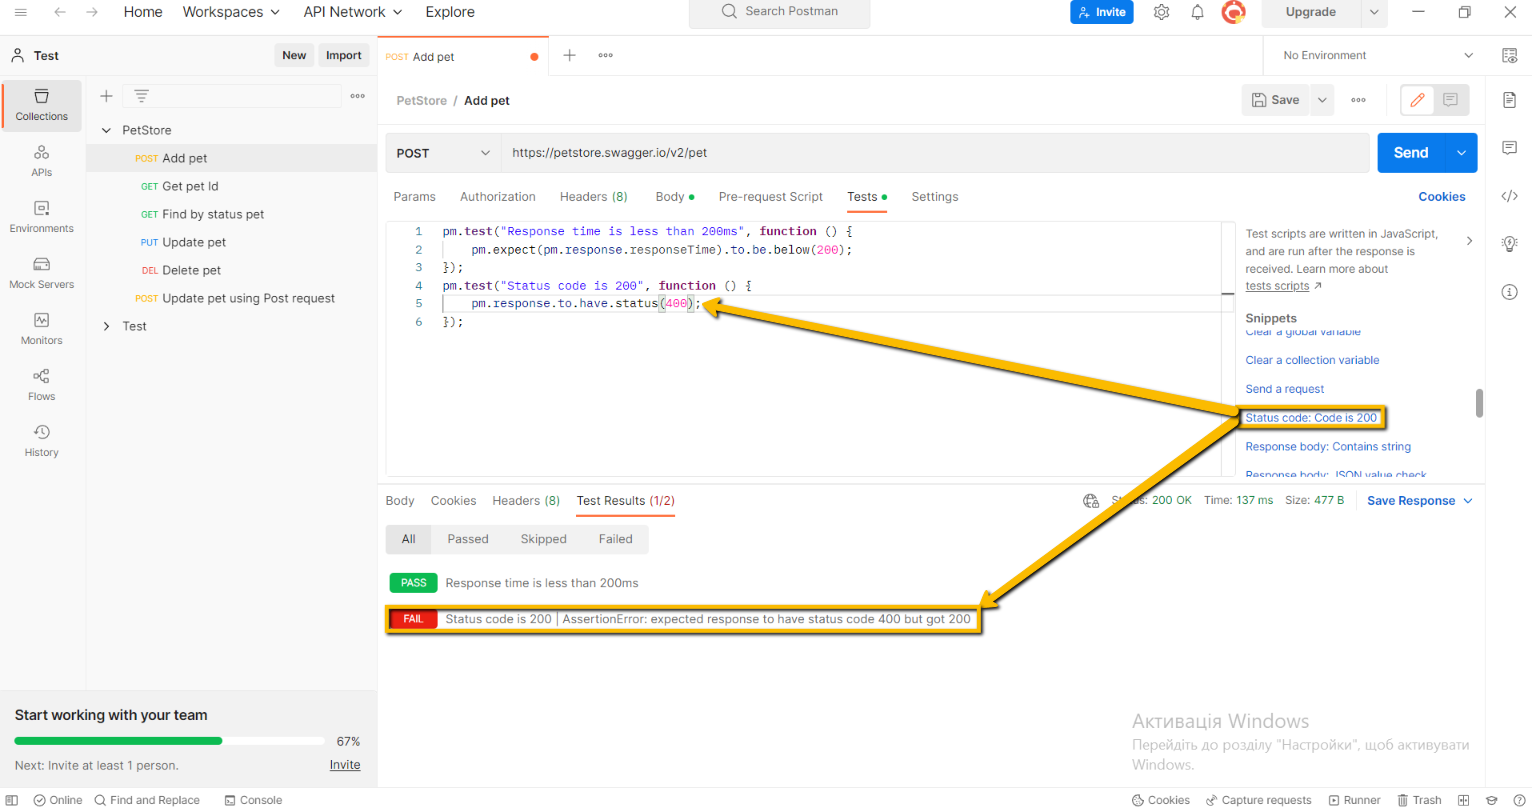 Home Workspaces API Network Explore Search Postman Invite Upgrade
Test New Import POST Add pet No Environment
Collections
APIs
Environments
Mock Servers
Monitors
Flows
History
PetStore
POST Add pet
GET Get pet Id
GET Find by status pet
PUT Update pet
DEL Delete pet
POST Update pet using Post request
Test
PetStore / Add pet Save
POST https://petstore.swagger.io/v2/pet Send
Params Authorization Headers (8) Body Pre-request Script Tests Settings Cookies
1 pm.test("Response time is less than 200ms", function () {
2 pm.expect(pm.response.responseTime).to.be.below(200);
3 });
4 pm.test("Status code is 200", function () {
5 pm.response.to.have.status(400);
6 });
Test scripts are written in JavaScript,
and are run after the response is
received. Learn more about
tests scripts ↗
Snippets
Clear a global variable
Clear a collection variable
Send a request
Status code: Code is 200
Response body: Contains string
Response body: JSON value check
Body Cookies Headers (8) Test Results (1/2) Status: 200 OK Time: 137 ms Size: 477 B Save Response
All Passed Skipped Failed
PASS Response time is less than 200ms
FAIL Status code is 200 | AssertionError: expected response to have status code 400 but got 200
Start working with your team
67%
Next: Invite at least 1 person. Invite
Активація Windows
Перейдіть до розділу "Настройки", щоб активувати
Windows.
Online Find and Replace Console Cookies Capture requests Runner Trash